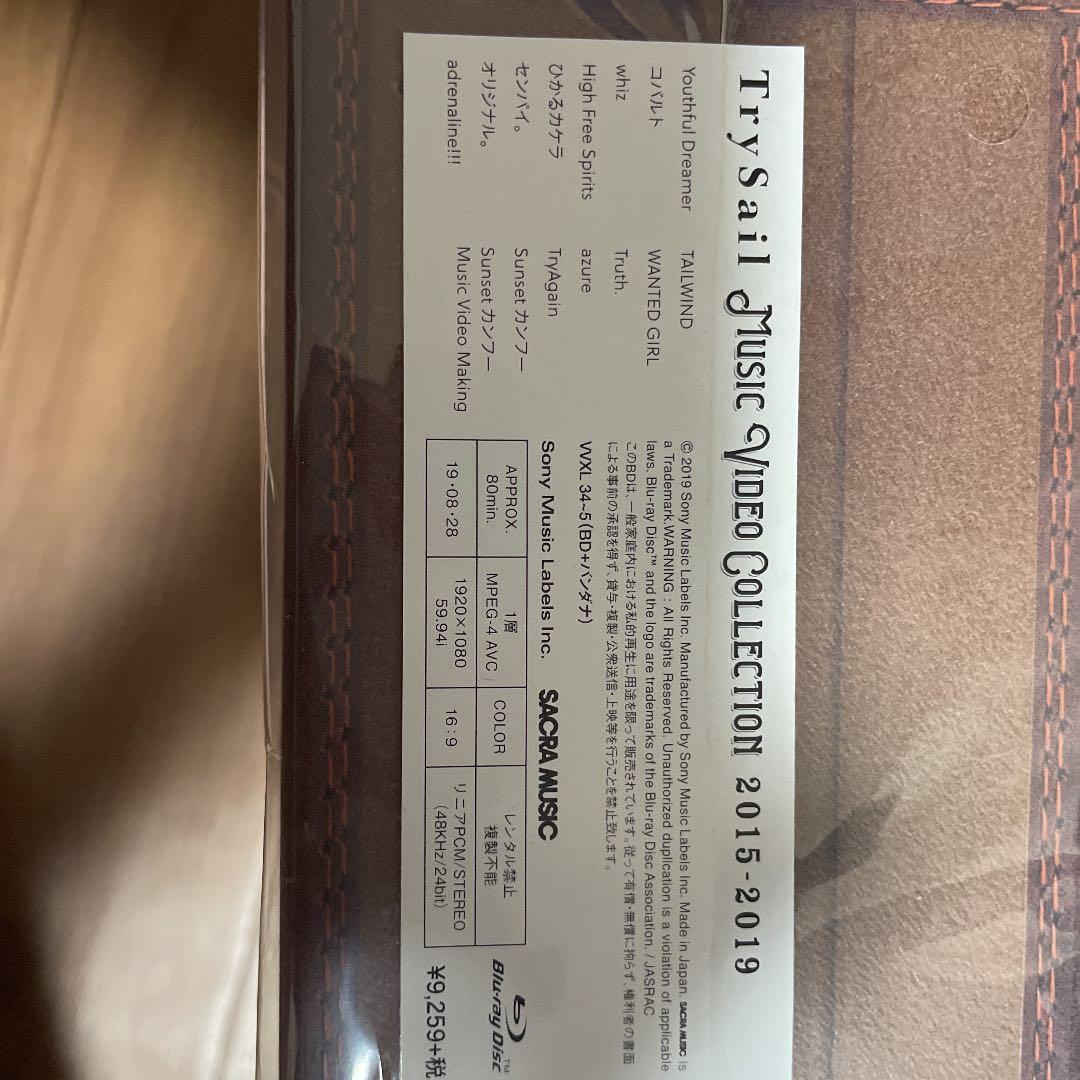 TrySail Music Video Collection 2015-2019
Youthful Dreamer
コバルト
whiz
High Free Spirits
ひかるカケラ
センパイ。
オリジナル。
adrenaline!!!
TAILWIND
WANTED GIRL
Truth.
azure
TryAgain
Sunset カンフー
Sunset カンフー
Music Video Making
© 2019 Sony Music Labels Inc. Manufactured by Sony Music Labels Inc. Made in Japan. SACRA MUSIC is
a Trademark.WARNING : All Rights Reserved. Unauthorized duplication is a violation of applicable
laws. Blu-ray Disc™ and the logo are trademarks of the Blu-ray Disc Association. / JASRAC
このBDは、一般家庭内における私的再生に用途を限って販売されています。従って有償・無償に拘らず、権利者の書面
による事前の承認を得ず、貸与・複製・公衆送信・上映等を行うことを禁止致します。
VVXL 34~5 (BD+バンダナ)
Sony Music Labels Inc. SACRA MUSIC
APPROX.
80min.
1層
MPEG-4 AVC
COLOR
レンタル禁止
複製不能
19・08・28
1920×1080
59.94i
16:9
リニアPCM/STEREO
(48KHz/24bit)
Blu-ray Disc™
¥9,259+税